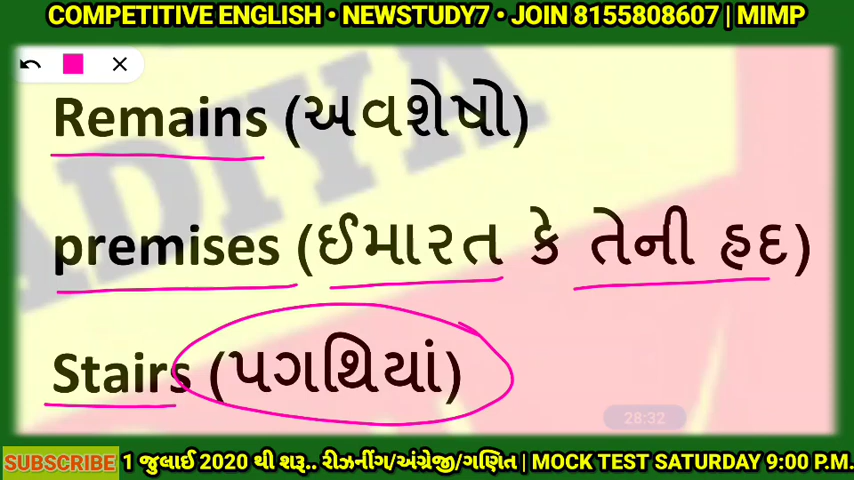 COMPETITIVE ENGLISH • NEWSTUDY7 • JOIN 8155808607 | MIMP
ADIYA
Remains (અવશેષો)
premises (ઈમારત કે તેની હદ)
Stairs (પગથિયાં)
28:32
SUBSCRIBE 1 જુલાઈ 2020 થી શરૂ.. રીઝનીંગ/અંગ્રેજી/ગણિત | MOCK TEST SATURDAY 9:00 P.M.